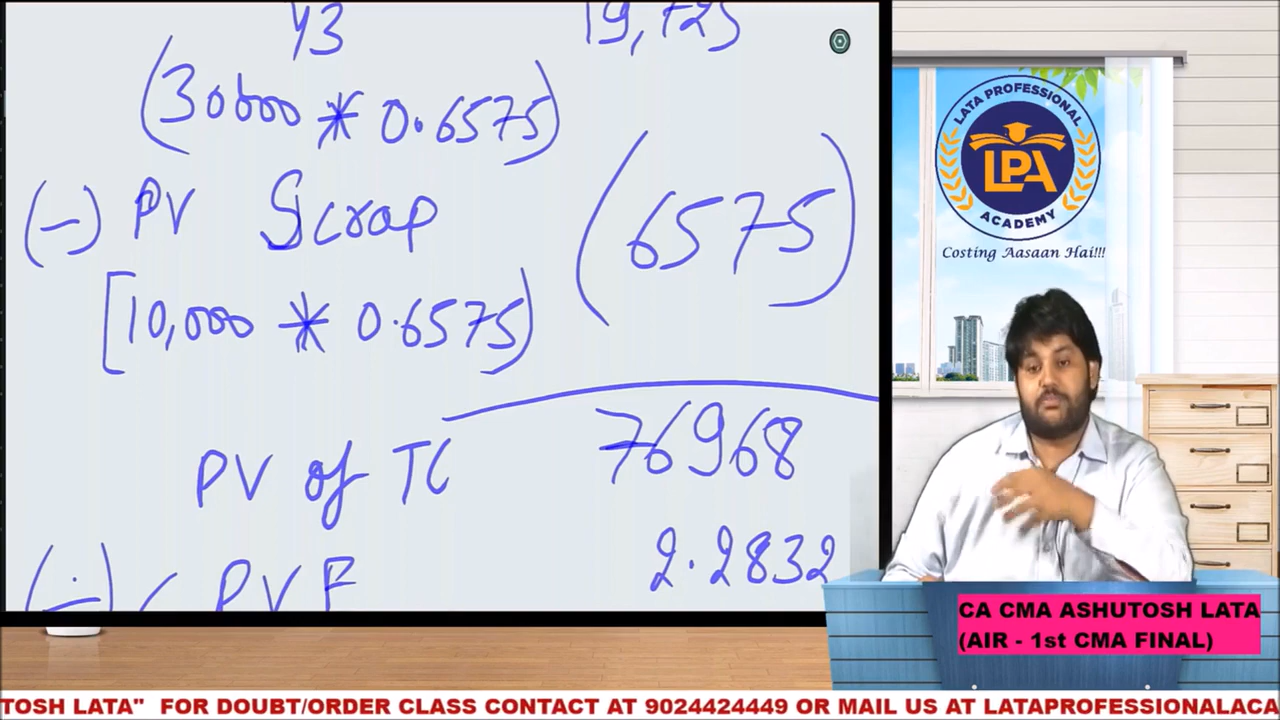 Y3 19,725
(30000 * 0.6575)
(-) PV Scrap (6575)
[10,000 * 0.6575)
PV of TC 76968
(÷) C PVF 2.2832
LATA PROFESSIONAL
LPA
ACADEMY
Costing Aasaan Hai!!!
CA CMA ASHUTOSH LATA
(AIR - 1st CMA FINAL)
TOSH LATA" FOR DOUBT/ORDER CLASS CONTACT AT 9024424449 OR MAIL US AT LATAPROFESSIONALACA